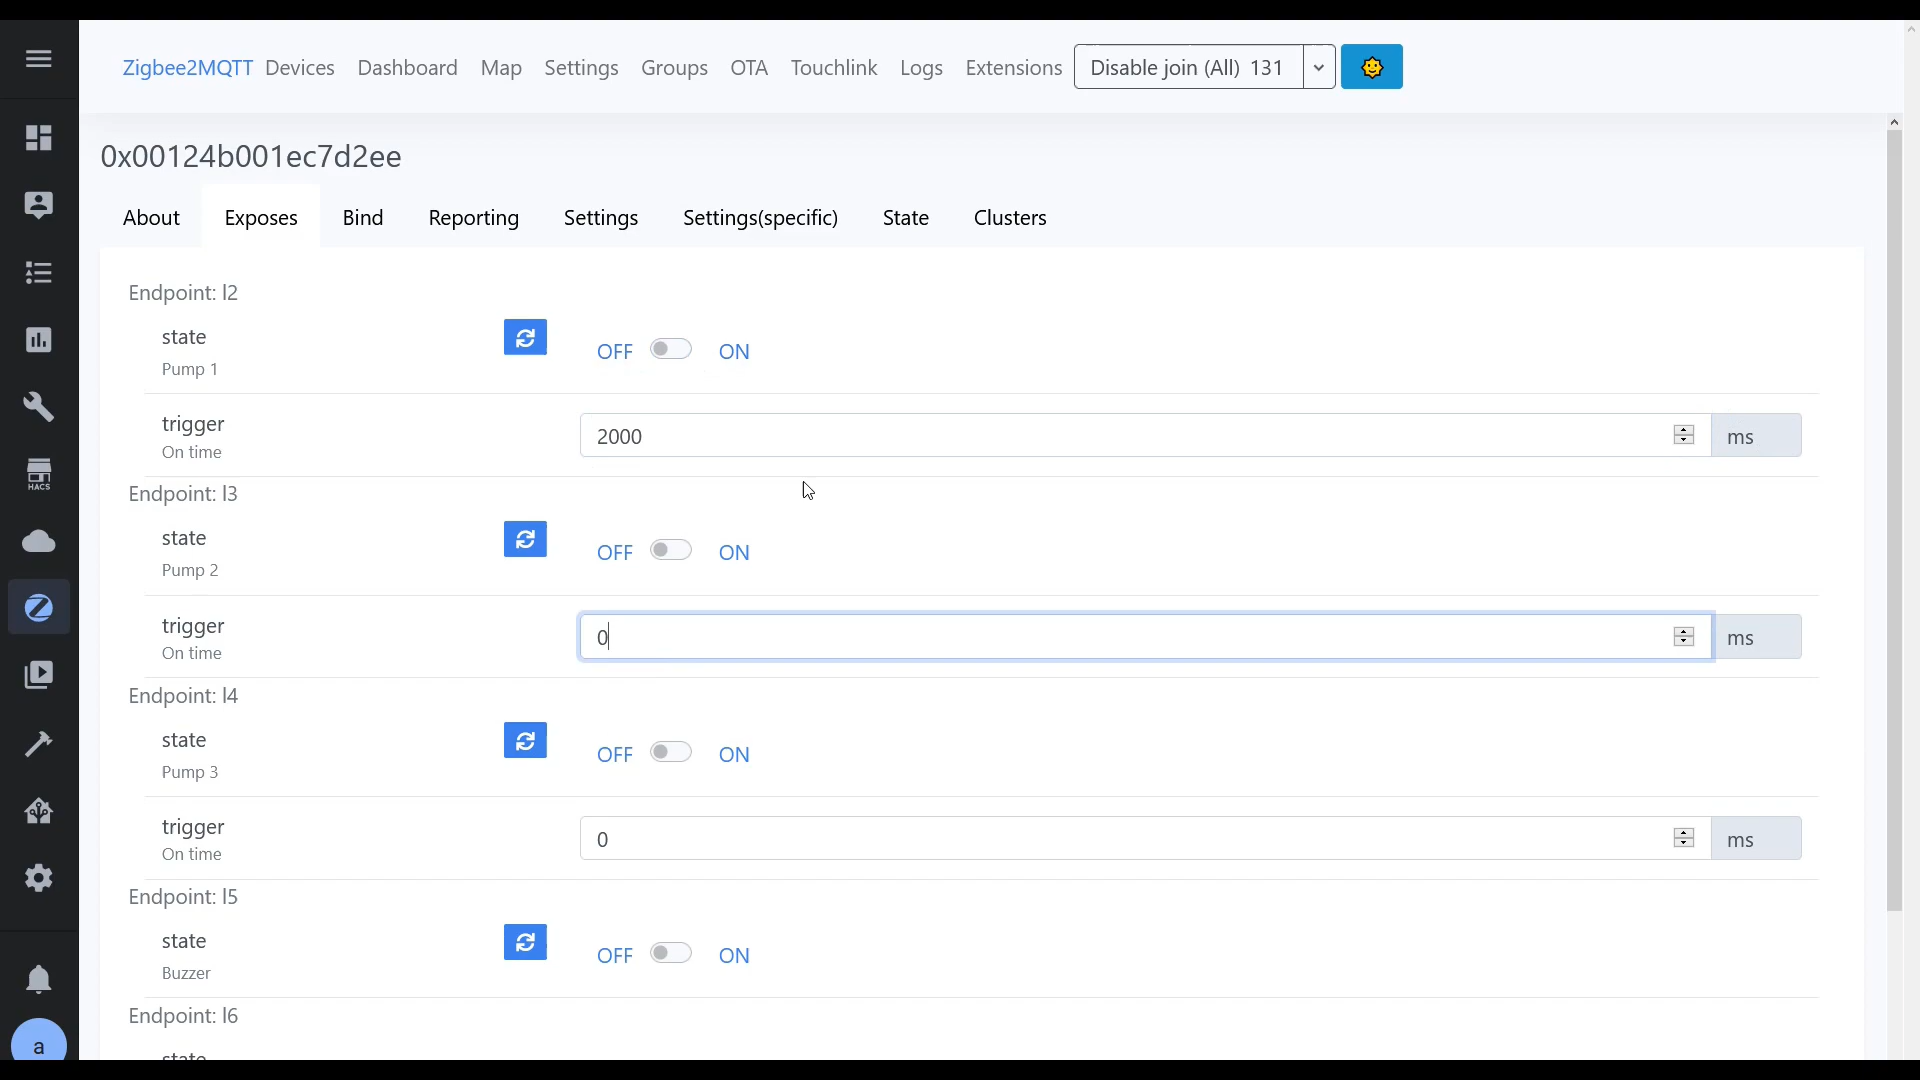 Zigbee2MQTT Devices Dashboard Map Settings Groups OTA Touchlink Logs Extensions Disable join (All) 131
0x00124b001ec7d2ee
About Exposes Bind Reporting Settings Settings(specific) State Clusters
Endpoint: l2
state OFF ON
Pump 1
trigger 2000 ms
On time
Endpoint: l3
HACS
state OFF ON
Pump 2
trigger 0 ms
On time
Endpoint: l4
state OFF ON
Pump 3
trigger 0 ms
On time
Endpoint: l5
state OFF ON
Buzzer
Endpoint: l6
a
state